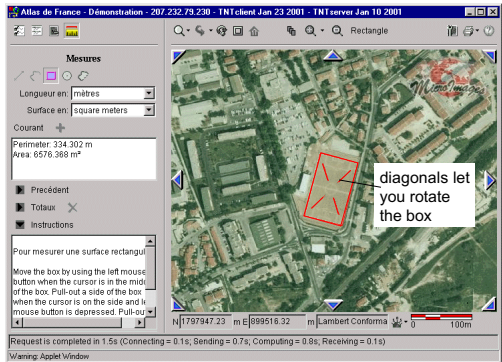 Atlas de France - Démonstration - 207.232.79.230 - TNTclient Jan 23 2001 - TNTserver Jan 10 2001
Rectangle
Mesures
Longueur en: mètres
Surface en: square meters
Courant
Perimeter: 334.302 m
Area: 6576.368 m²
Précédent
Totaux
Instructions
Pour mesurer une surface rectangul
Move the box by using the left mouse
button when the cursor is in the midd
of the box. Pull-out a side of the box
when the cursor is on the side and le
mouse button is depressed. Pull-ou
MicroImages
diagonals let
you rotate
the box
N 1797947.23 m E 899516.32 m Lambert Conforma
0 100m
Request is completed in 1.5s (Connecting = 0.1s; Sending = 0.7s; Computing = 0.8s; Receiving = 0.1s)
Warning: Applet Window